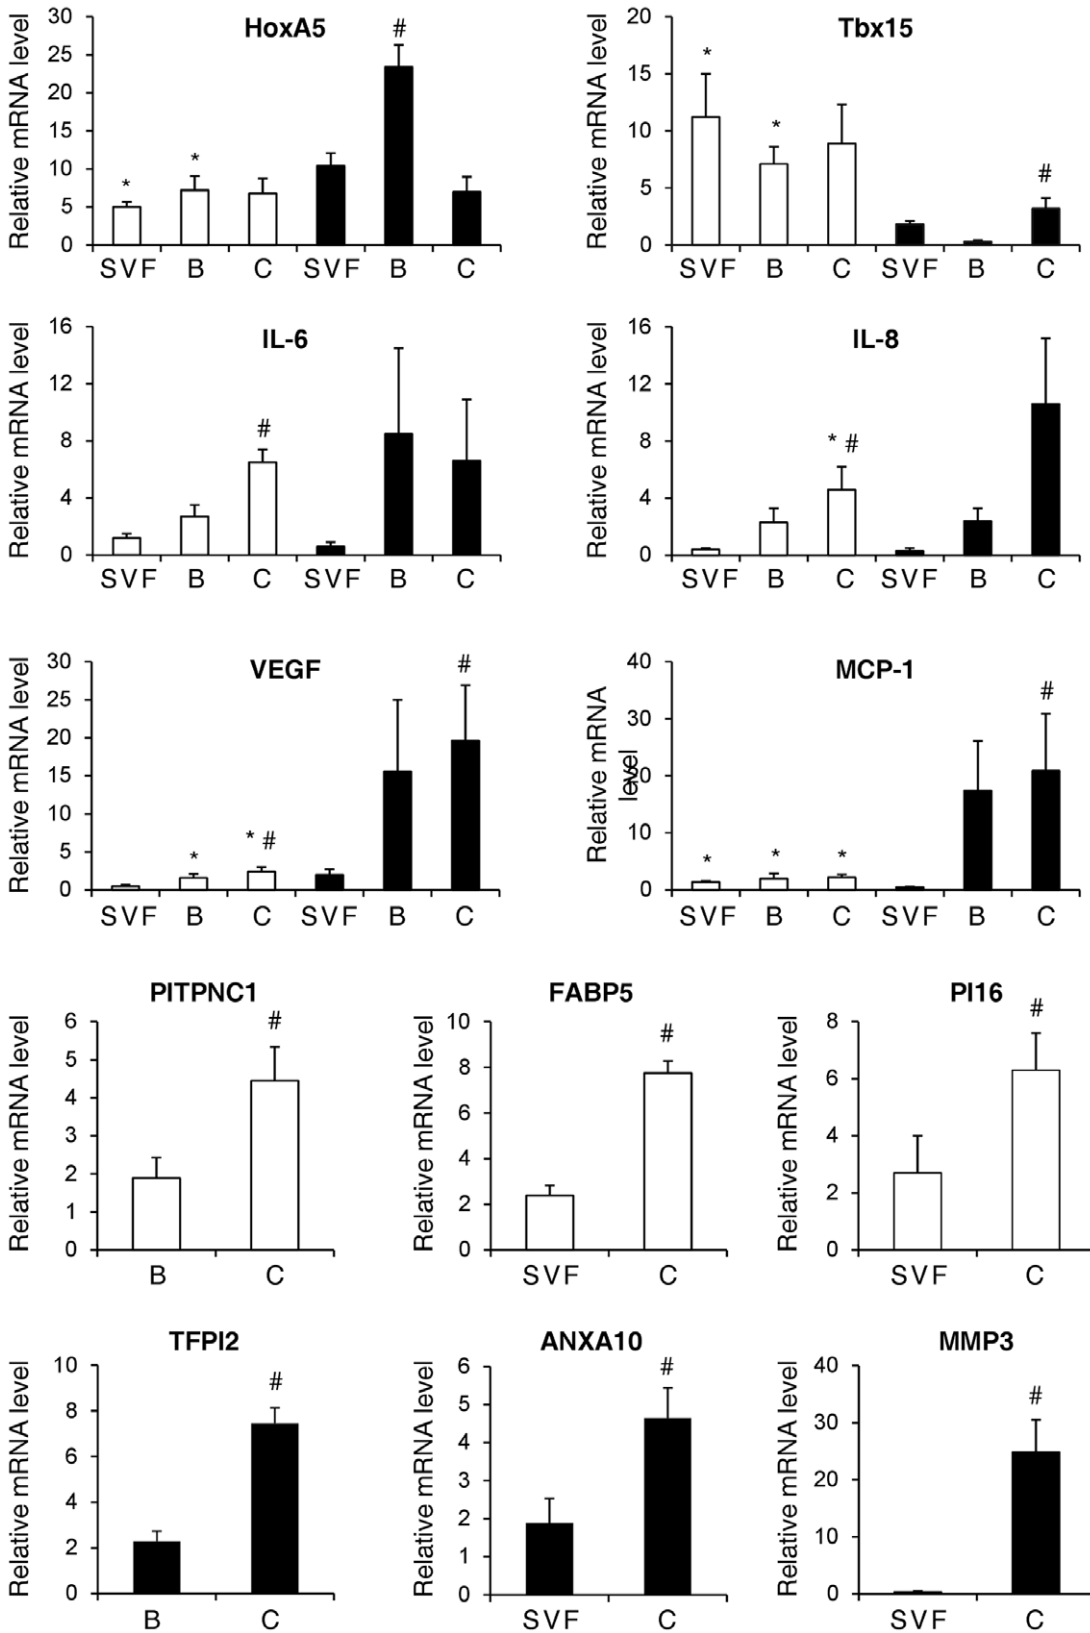 HoxA5
Relative mRNA level
30
25
20
15
10
5
0
#
*
*
SVF B C SVF B C
Tbx15
Relative mRNA level
20
15
10
5
0
*
*
#
SVF B C SVF B C
IL-6
Relative mRNA level
16
12
8
4
0
#
SVF B C SVF B C
IL-8
Relative mRNA level
16
12
8
4
0
* #
SVF B C SVF B C
VEGF
Relative mRNA level
30
25
20
15
10
5
0
#
* #
*
SVF B C SVF B C
MCP-1
Relative mRNA
level
40
30
20
10
0
#
* * *
SVF B C SVF B C
PITPNC1
Relative mRNA level
6
5
4
3
2
1
0
#
B C
FABP5
Relative mRNA level
10
8
6
4
2
0
#
SVF C
PI16
Relative mRNA level
8
6
4
2
0
#
SVF C
TFPI2
Relative mRNA level
10
8
6
4
2
0
#
B C
ANXA10
Relative mRNA level
6
5
4
3
2
1
0
#
SVF C
MMP3
Relative mRNA level
40
30
20
10
0
#
SVF C